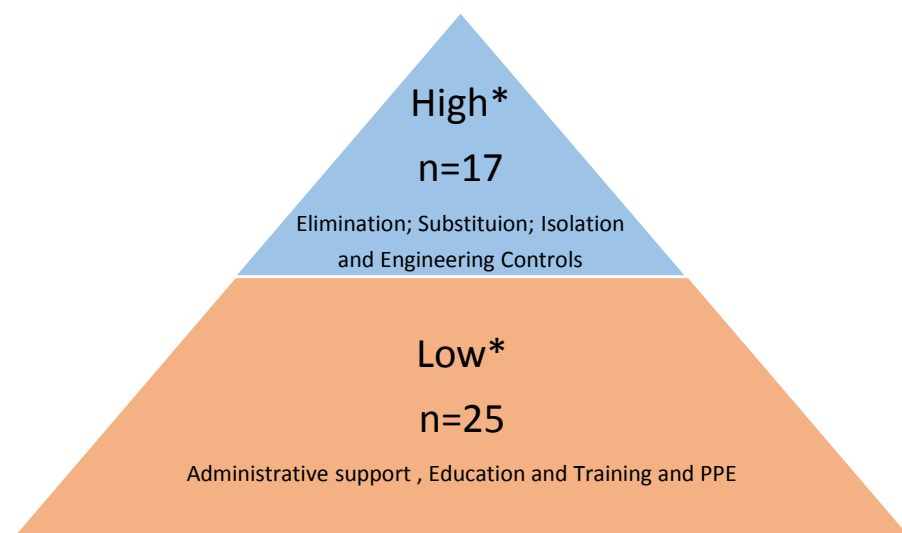 High*
n=17
Elimination; Substituion; Isolation
and Engineering Controls
Low*
n=25
Administrative support , Education and Training and PPE